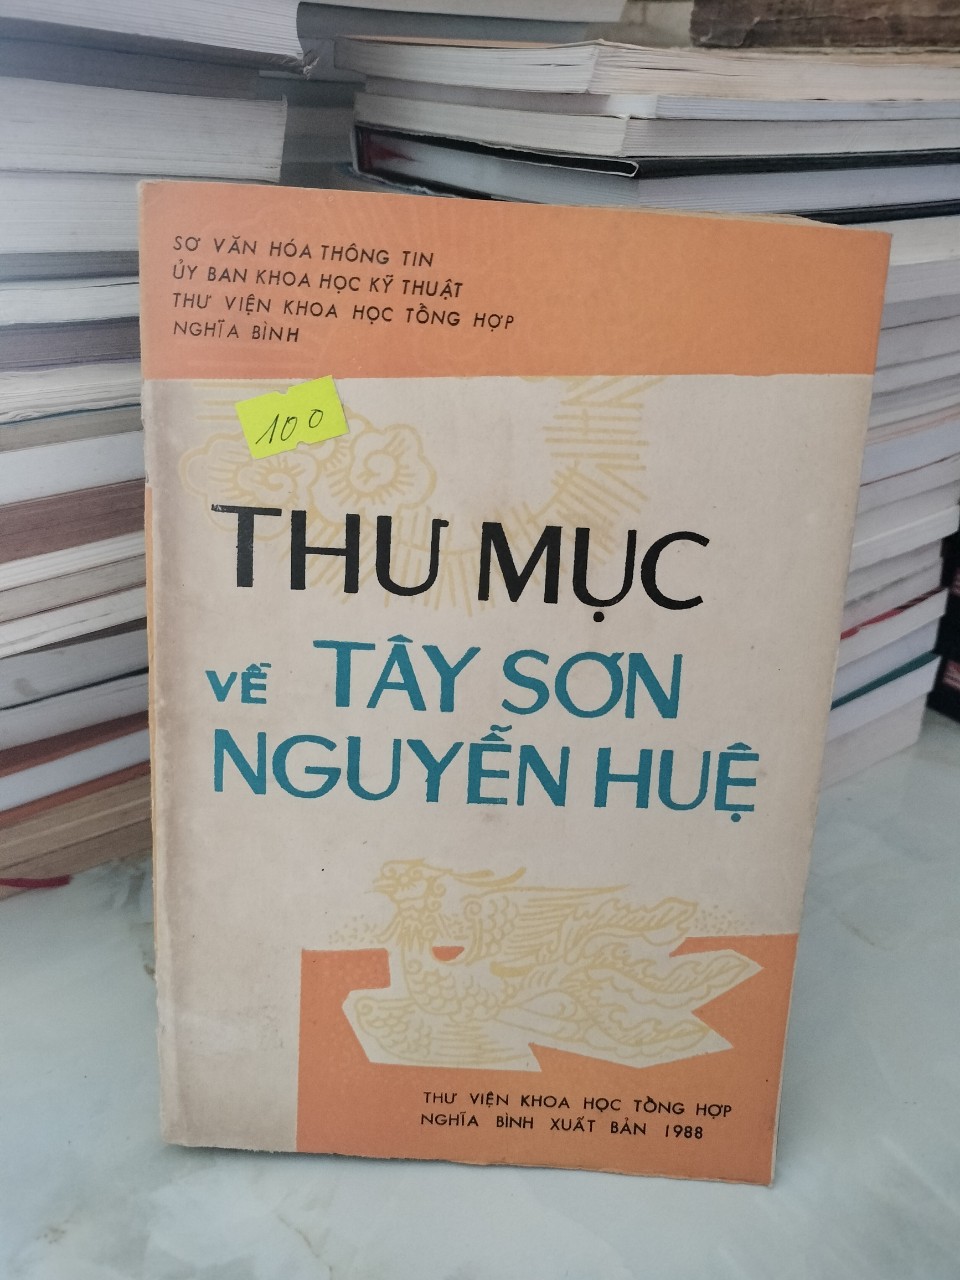 SƠ VĂN HÓA THÔNG TIN
ỦY BAN KHOA HỌC KỸ THUẬT
THƯ VIỆN KHOA HỌC TỔNG HỢP
NGHĨA BÌNH
100
THƯ MỤC
VỀ TÂY SƠN
NGUYỄN HUỆ
THƯ VIỆN KHOA HỌC TỔNG HỢP
NGHĨA BÌNH XUẤT BẢN 1988